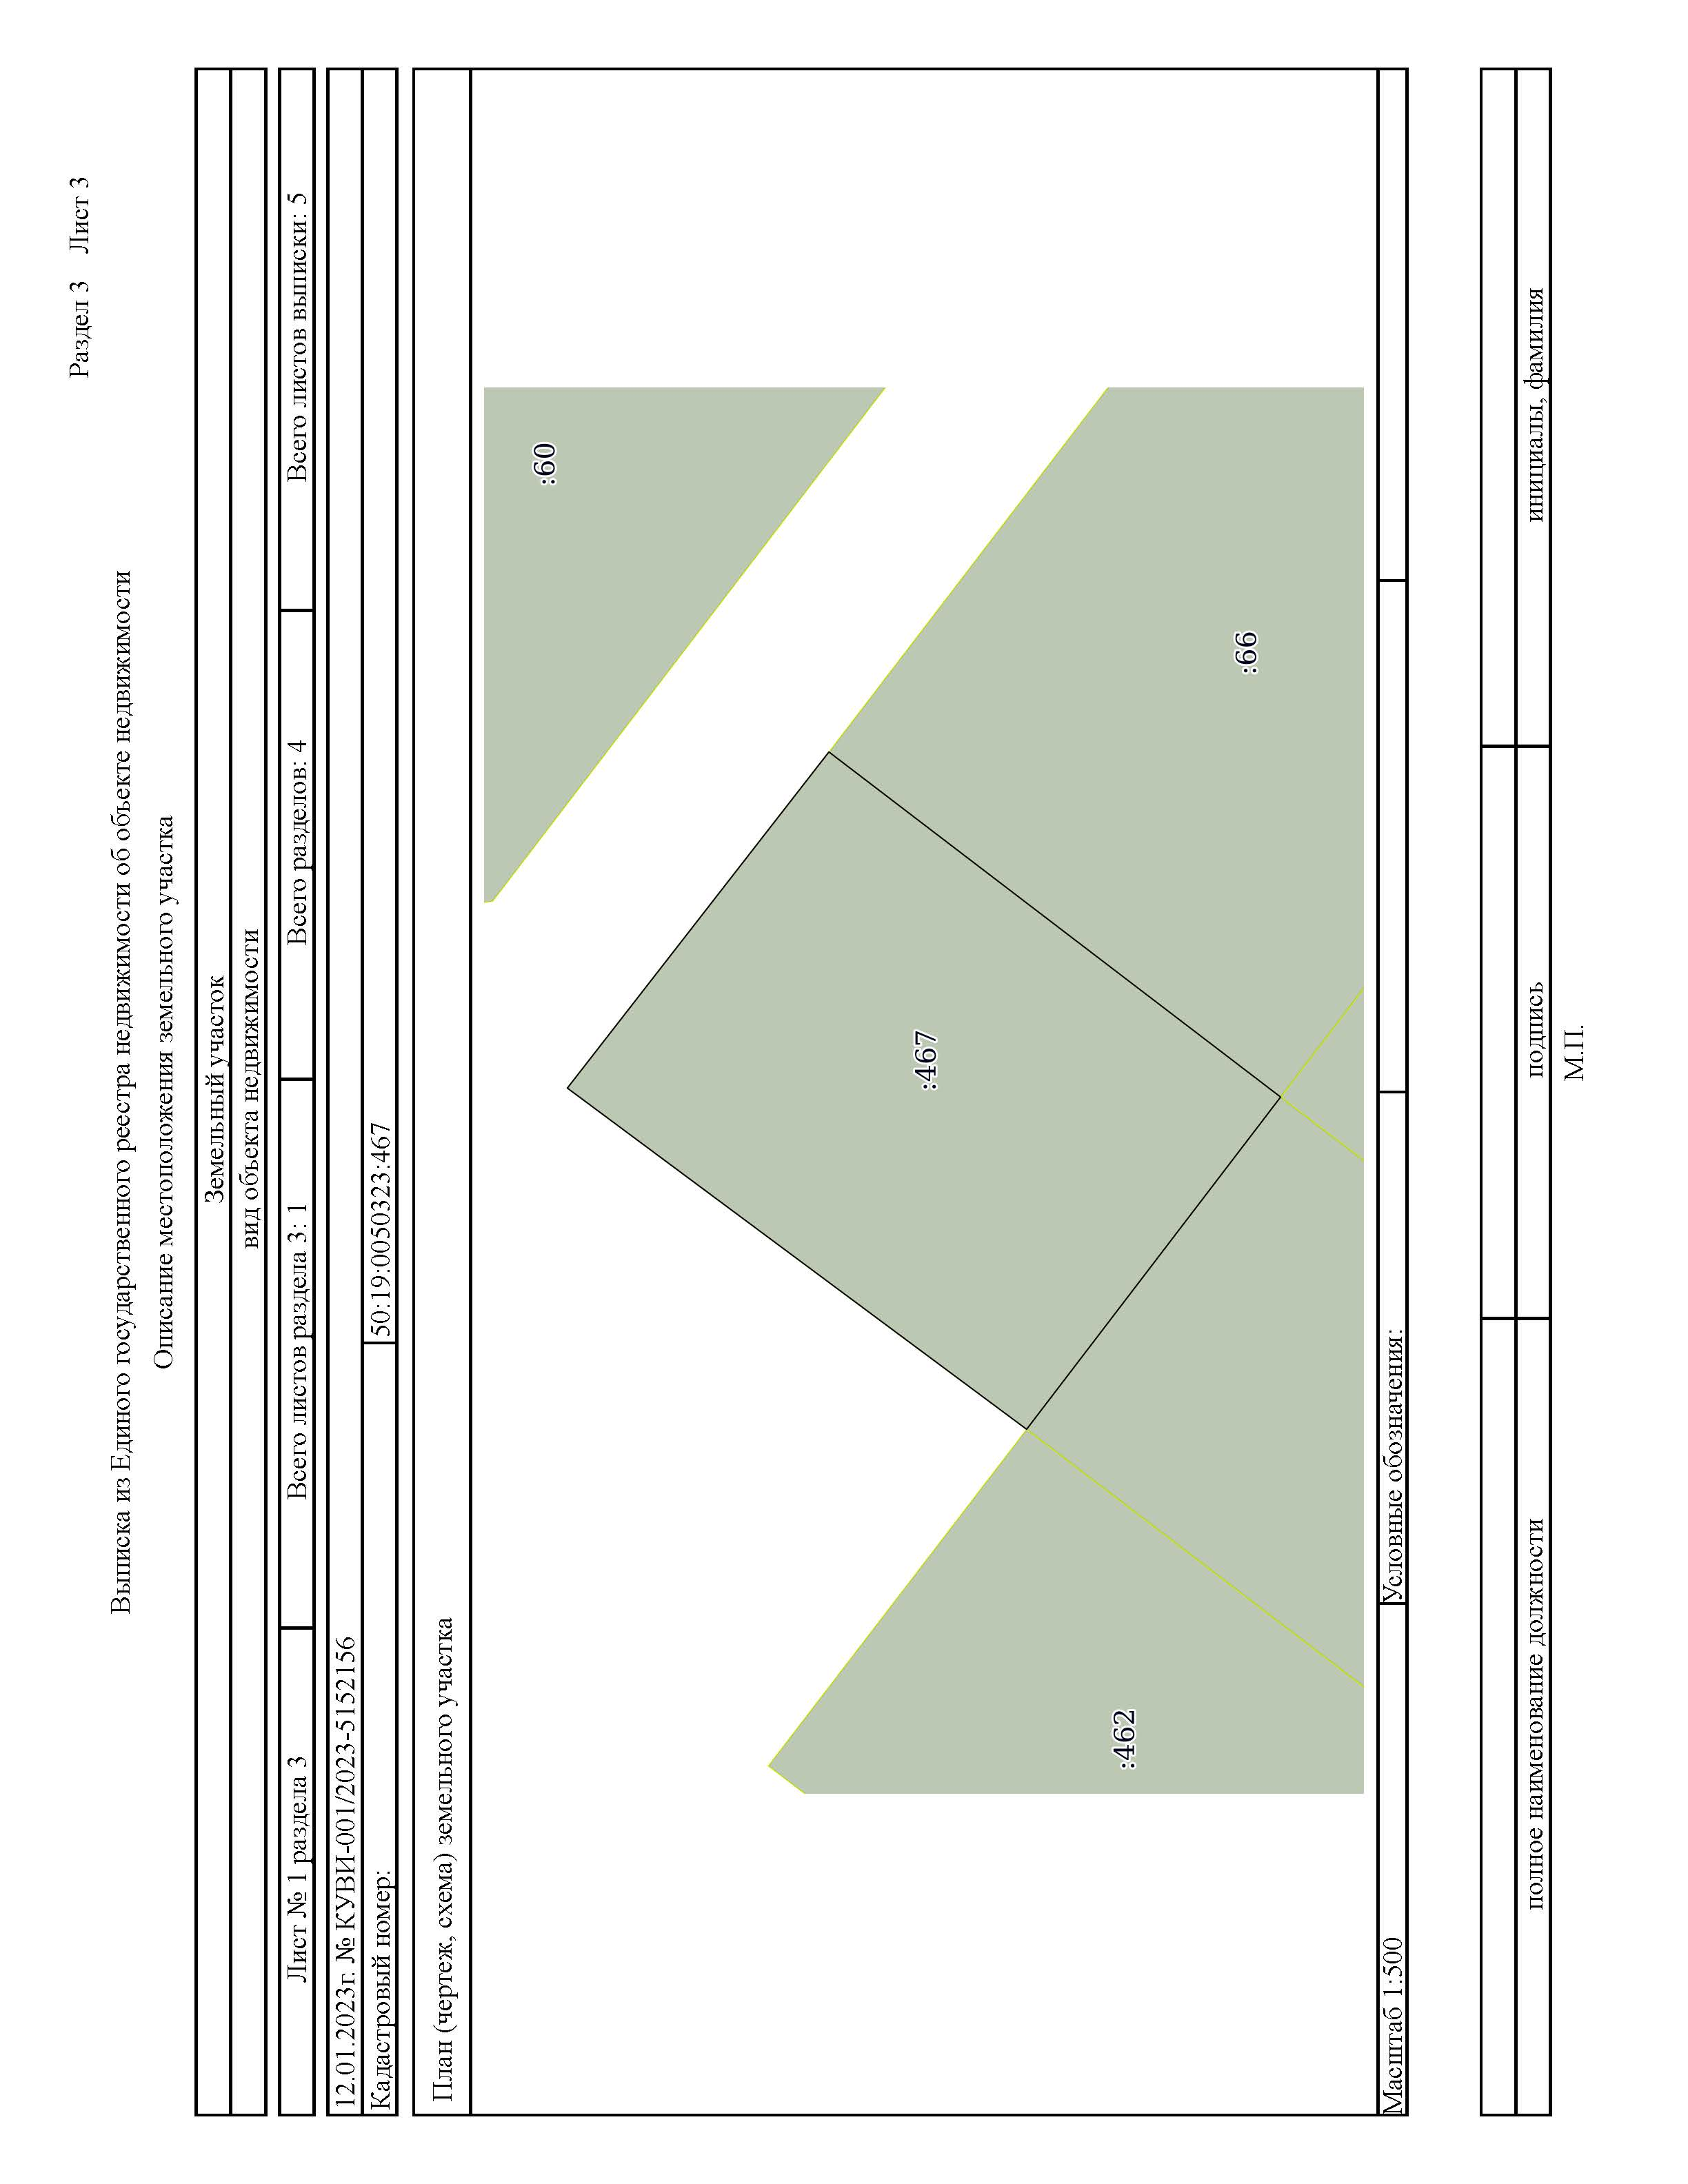 Раздел 3 Лист 3
Выписка из Единого государственного реестра недвижимости об объекте недвижимости
Описание местоположения земельного участка
Земельный участок
вид объекта недвижимости
Лист № 1 раздела 3 Всего листов раздела 3: 1 Всего разделов: 4 Всего листов выписки: 5
12.01.2023г. № КУВИ-001/2023-5152156
Кадастровый номер: 50:19:0050323:467
План (чертеж, схема) земельного участка
:60
:467
:462
:66
Масштаб 1:500 Условные обозначения:
полное наименование должности подпись инициалы, фамилия
М.П.